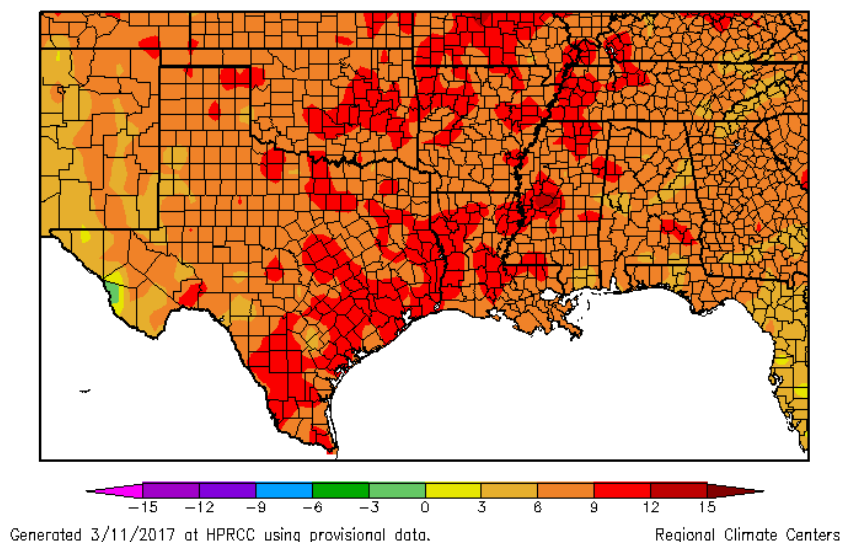 -15 -12 -9 -6 -3 0 3 6 9 12 15
Generated 3/11/2017 at HPRCC using provisional data. Regional Climate Centers